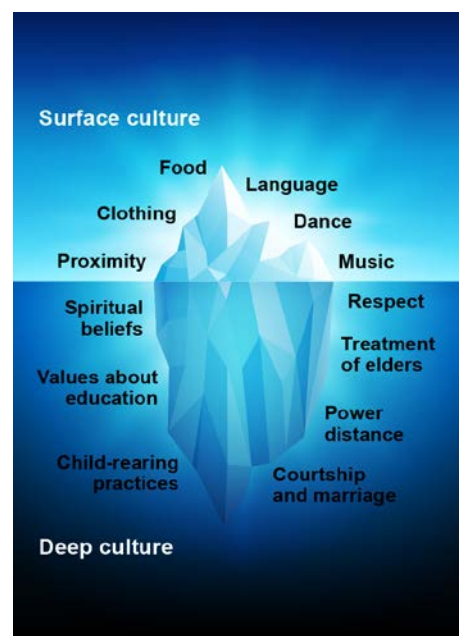 Surface culture
Food
Language
Clothing
Dance
Proximity
Music
Spiritual
beliefs
Respect
Treatment
of elders
Values about
education
Power
distance
Child-rearing
practices
Courtship
and marriage
Deep culture